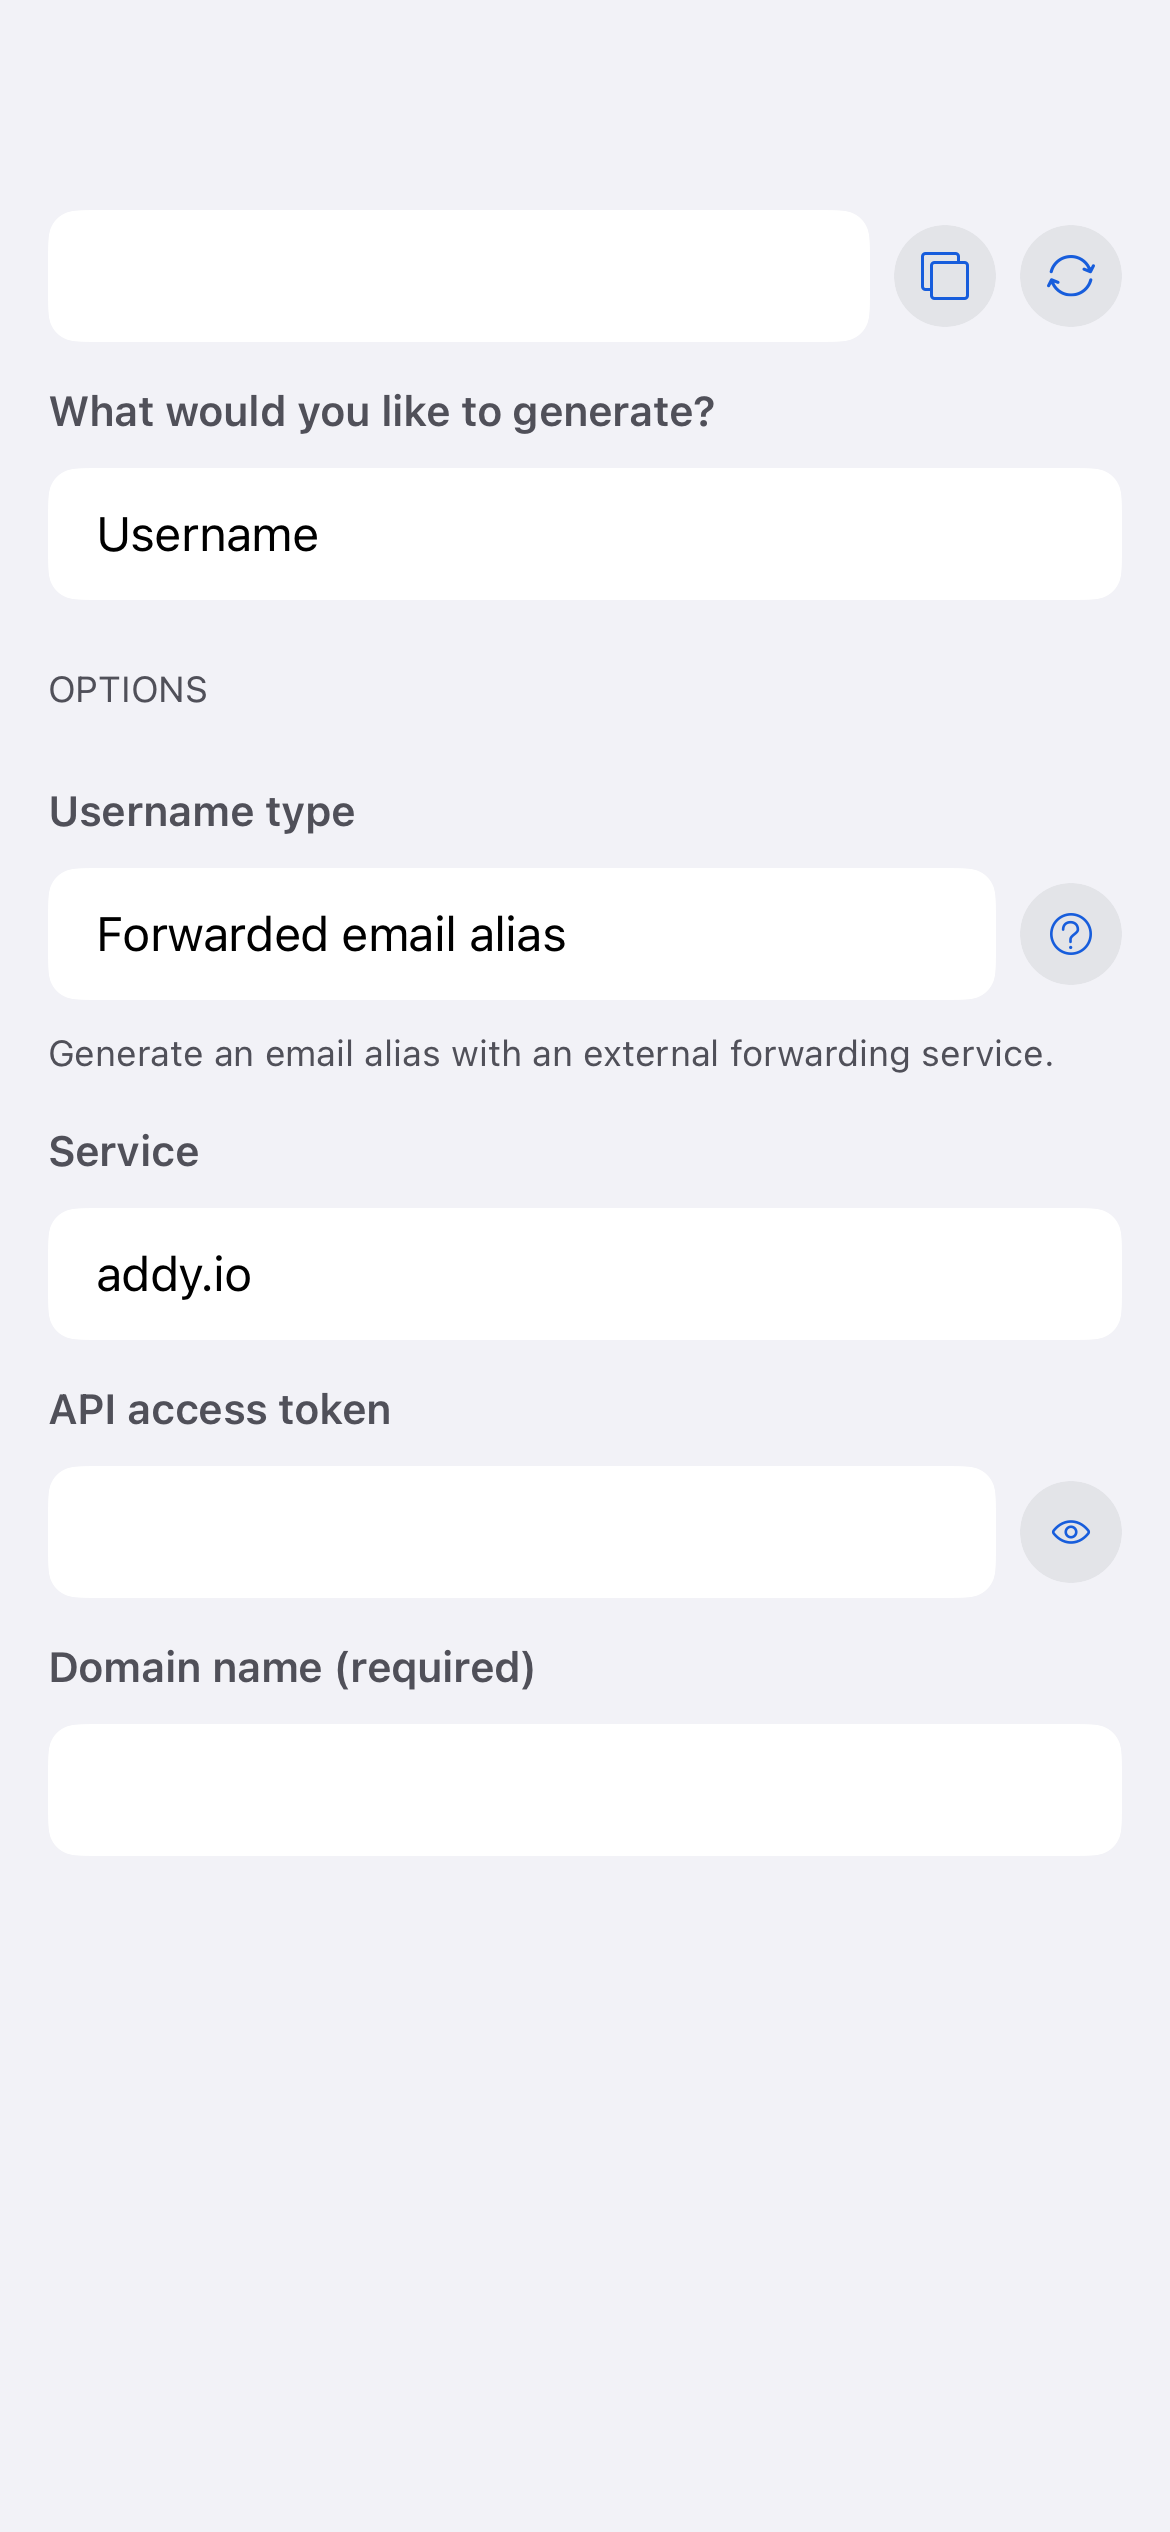 What would you like to generate?
Username
OPTIONS
Username type
Forwarded email alias
Generate an email alias with an external forwarding service.
Service
addy.io
API access token
Domain name (required)